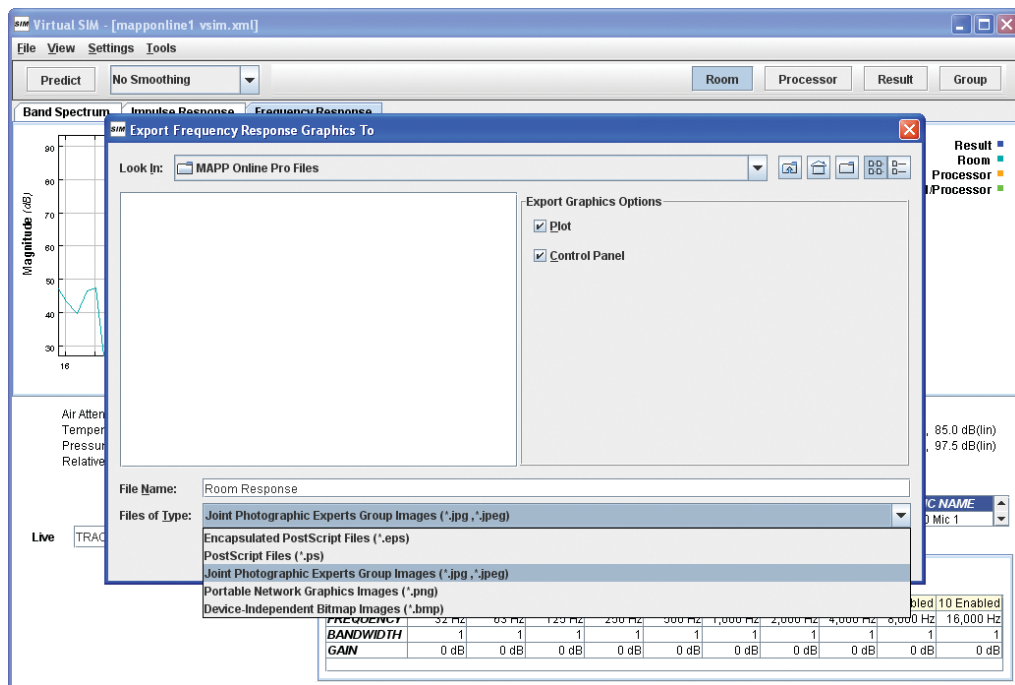 SIM Virtual SIM - [mapponline1 vsim.xml]
File View Settings Tools
Predict No Smoothing Room Processor Result Group
Band Spectrum Impulse Response Frequency Response
SIM Export Frequency Response Graphics To
Look In: MAPP Online Pro Files
Export Graphics Options
Plot
Control Panel
Result
Room
Processor
/Processor
Magnitude (dB)
90
80
70
60
50
40
30
16
Air Atten
Temper
Pressur
Relative
, 85.0 dB(lin)
, 97.5 dB(lin)
File Name: Room Response
Files of Type: Joint Photographic Experts Group Images (*.jpg ,*.jpeg)
Encapsulated PostScript Files (*.eps)
PostScript Files (*.ps)
Joint Photographic Experts Group Images (*.jpg ,*.jpeg)
Portable Network Graphics Images (*.png)
Device-Independent Bitmap Images (*.bmp)
IC NAME
0 Mic 1
Live TRAC
bled 10 Enabled
FREQUENCY 32 Hz 63 Hz 125 Hz 250 Hz 500 Hz 1,000 Hz 2,000 Hz 4,000 Hz 8,000 Hz 16,000 Hz
BANDWIDTH 1 1 1 1 1 1 1 1 1 1
GAIN 0 dB 0 dB 0 dB 0 dB 0 dB 0 dB 0 dB 0 dB 0 dB 0 dB